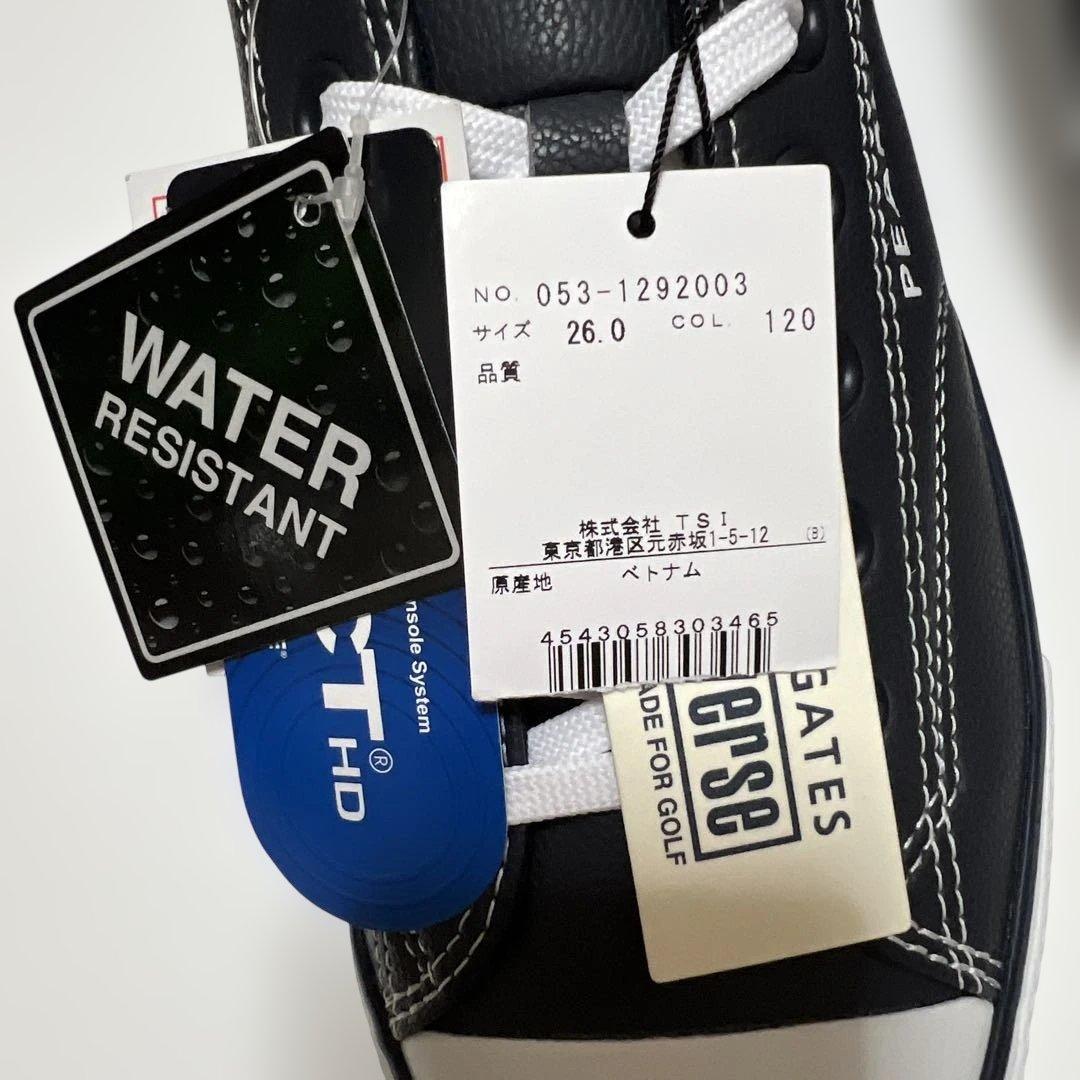 WATER
RESISTANT
NO. 053-1292003
サイズ 26.0 COL. 120
品質
株式会社 TSI
東京都港区元赤坂1-5-12 (B)
原産地 ベトナム
4543058303465
CT® HD
nsole System
GATES
erse
ADE FOR GOLF
PEA